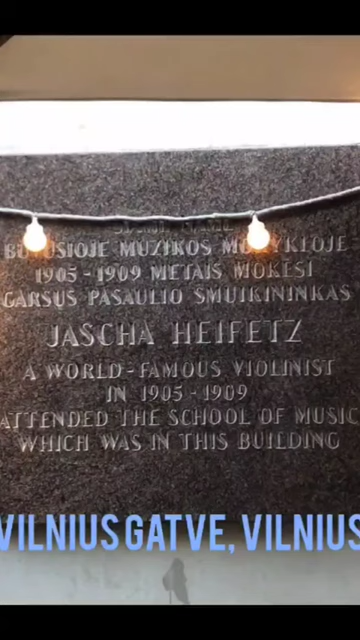 MUZIKOS
1905-1909 METAIS MOKĖSI
GARSUS PASAULIO SMUIKININKAS
JASCHA HEIFETZ
A WORLD-FAMOUS VIOLINIST
IN 1905-1909
ATTENDED THE SCHOOL OF MUSIC
WHICH WAS IN THIS BUILDING
VILNIUS GATVE, VILNIUS